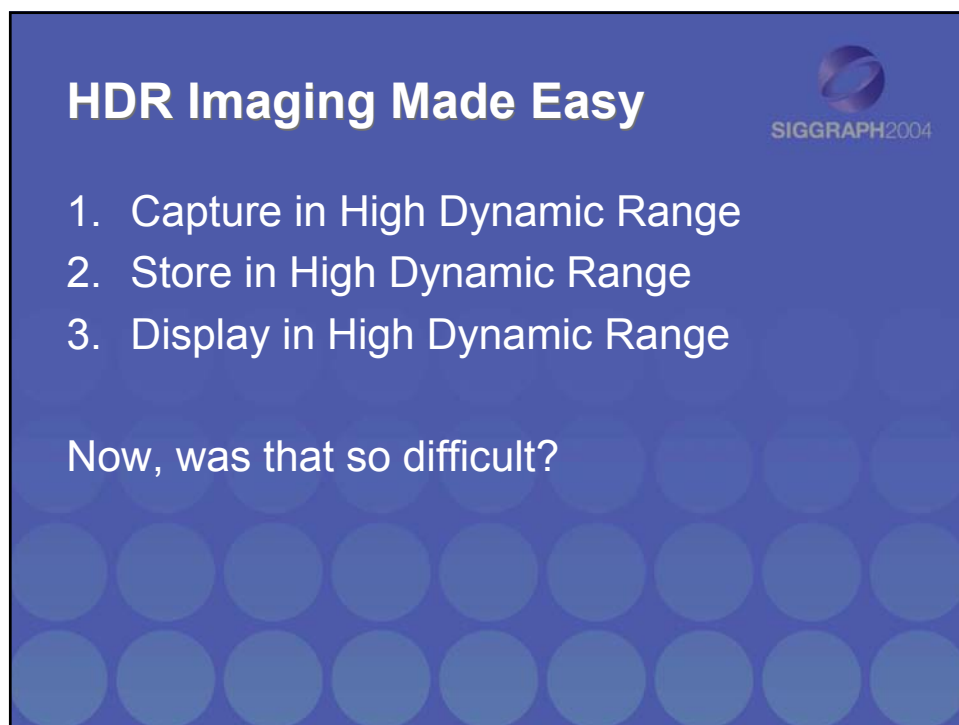 HDR Imaging Made Easy
SIGGRAPH2004
1. Capture in High Dynamic Range
2. Store in High Dynamic Range
3. Display in High Dynamic Range
Now, was that so difficult?